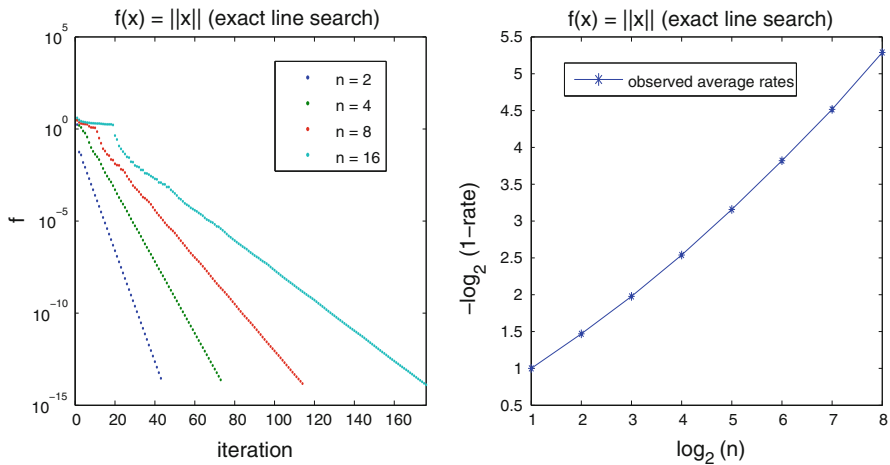 f(x) = ||x|| (exact line search)
10^5
10^0
10^-5
10^-10
10^-15
f
n = 2
n = 4
n = 8
n = 16
0 20 40 60 80 100 120 140 160
iteration
f(x) = ||x|| (exact line search)
5.5
5
4.5
4
3.5
3
2.5
2
1.5
1
0.5
-log_2 (1-rate)
observed average rates
1 2 3 4 5 6 7 8
log_2 (n)